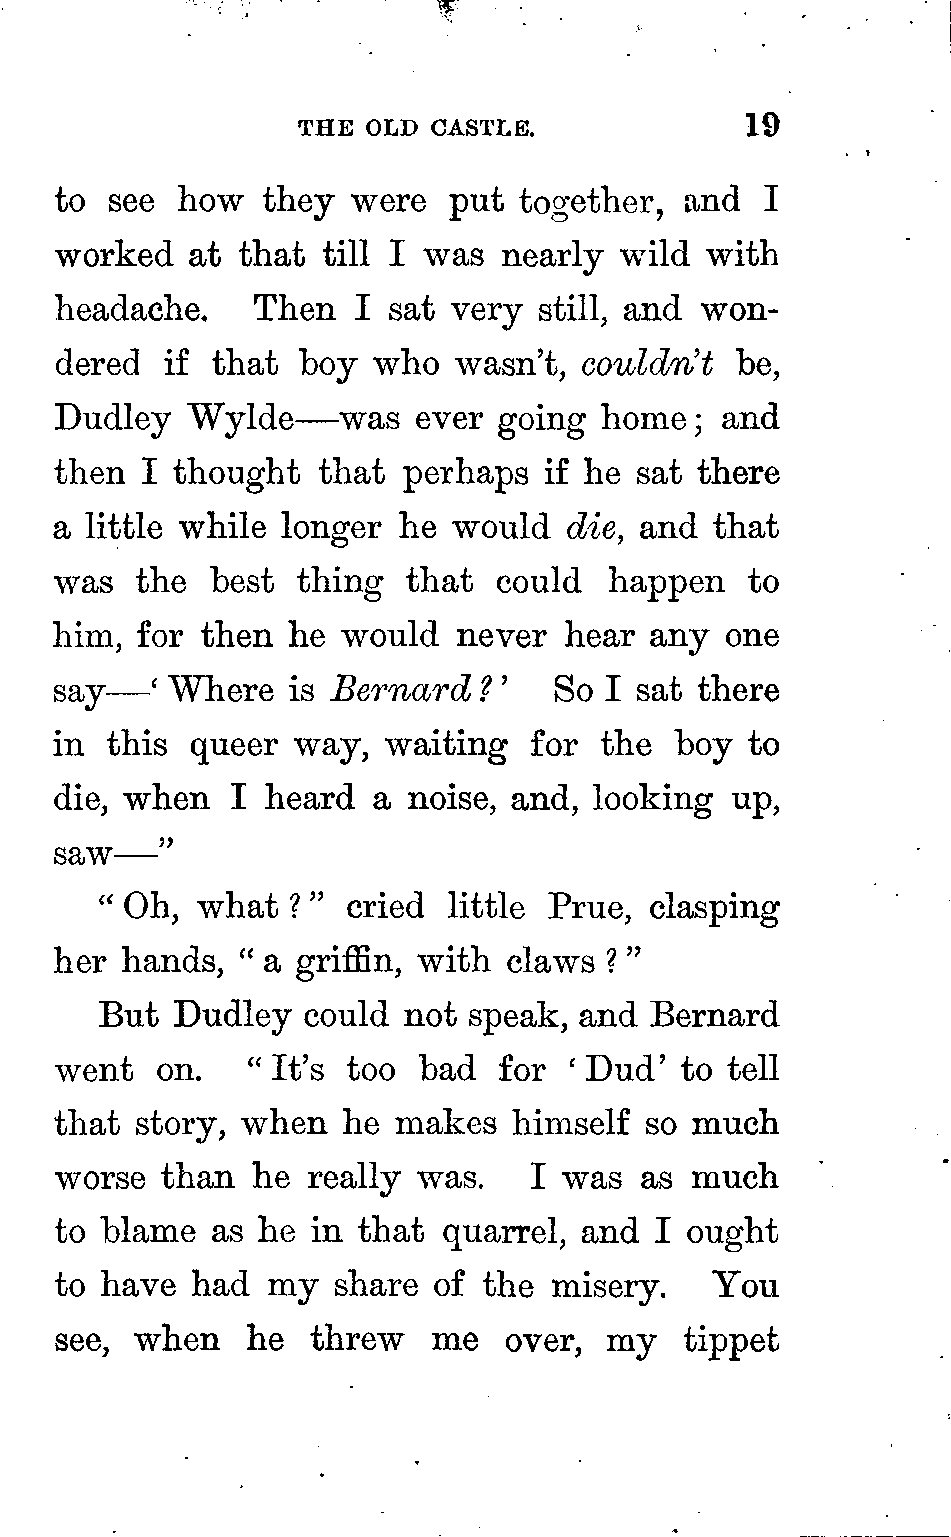 THE OLD CASTLE. 19
to see how they were put together, and I
worked at that till I was nearly wild with
headache. Then I sat very still, and won-
dered if that boy who wasn't, couldn't be,
Dudley Wylde—was ever going home; and
then I thought that perhaps if he sat there
a little while longer he would die, and that
was the best thing that could happen to
him, for then he would never hear any one
say—‘Where is Bernard?’ So I sat there
in this queer way, waiting for the boy to
die, when I heard a noise, and, looking up,
saw—”
“Oh, what?” cried little Prue, clasping
her hands, “a griffin, with claws?”
But Dudley could not speak, and Bernard
went on. “It's too bad for ‘Dud’ to tell
that story, when he makes himself so much
worse than he really was. I was as much
to blame as he in that quarrel, and I ought
to have had my share of the misery. You
see, when he threw me over, my tippet